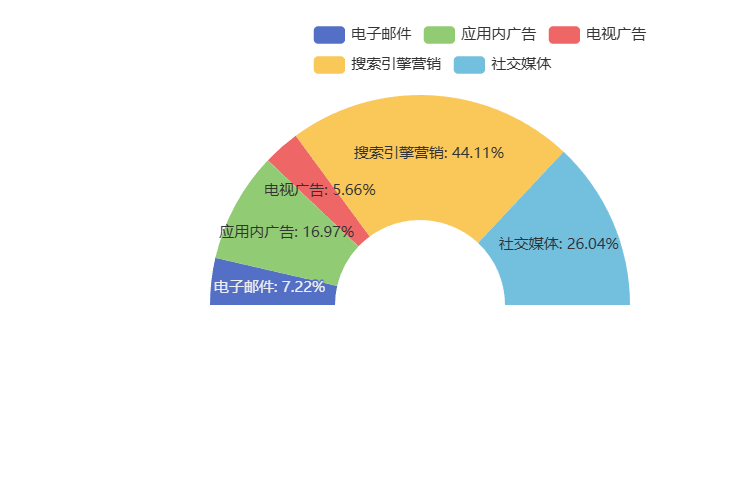 电子邮件 应用内广告 电视广告
搜索引擎营销 社交媒体
搜索引擎营销: 44.11%
电视广告: 5.66%
应用内广告: 16.97%
社交媒体: 26.04%
电子邮件: 7.22%